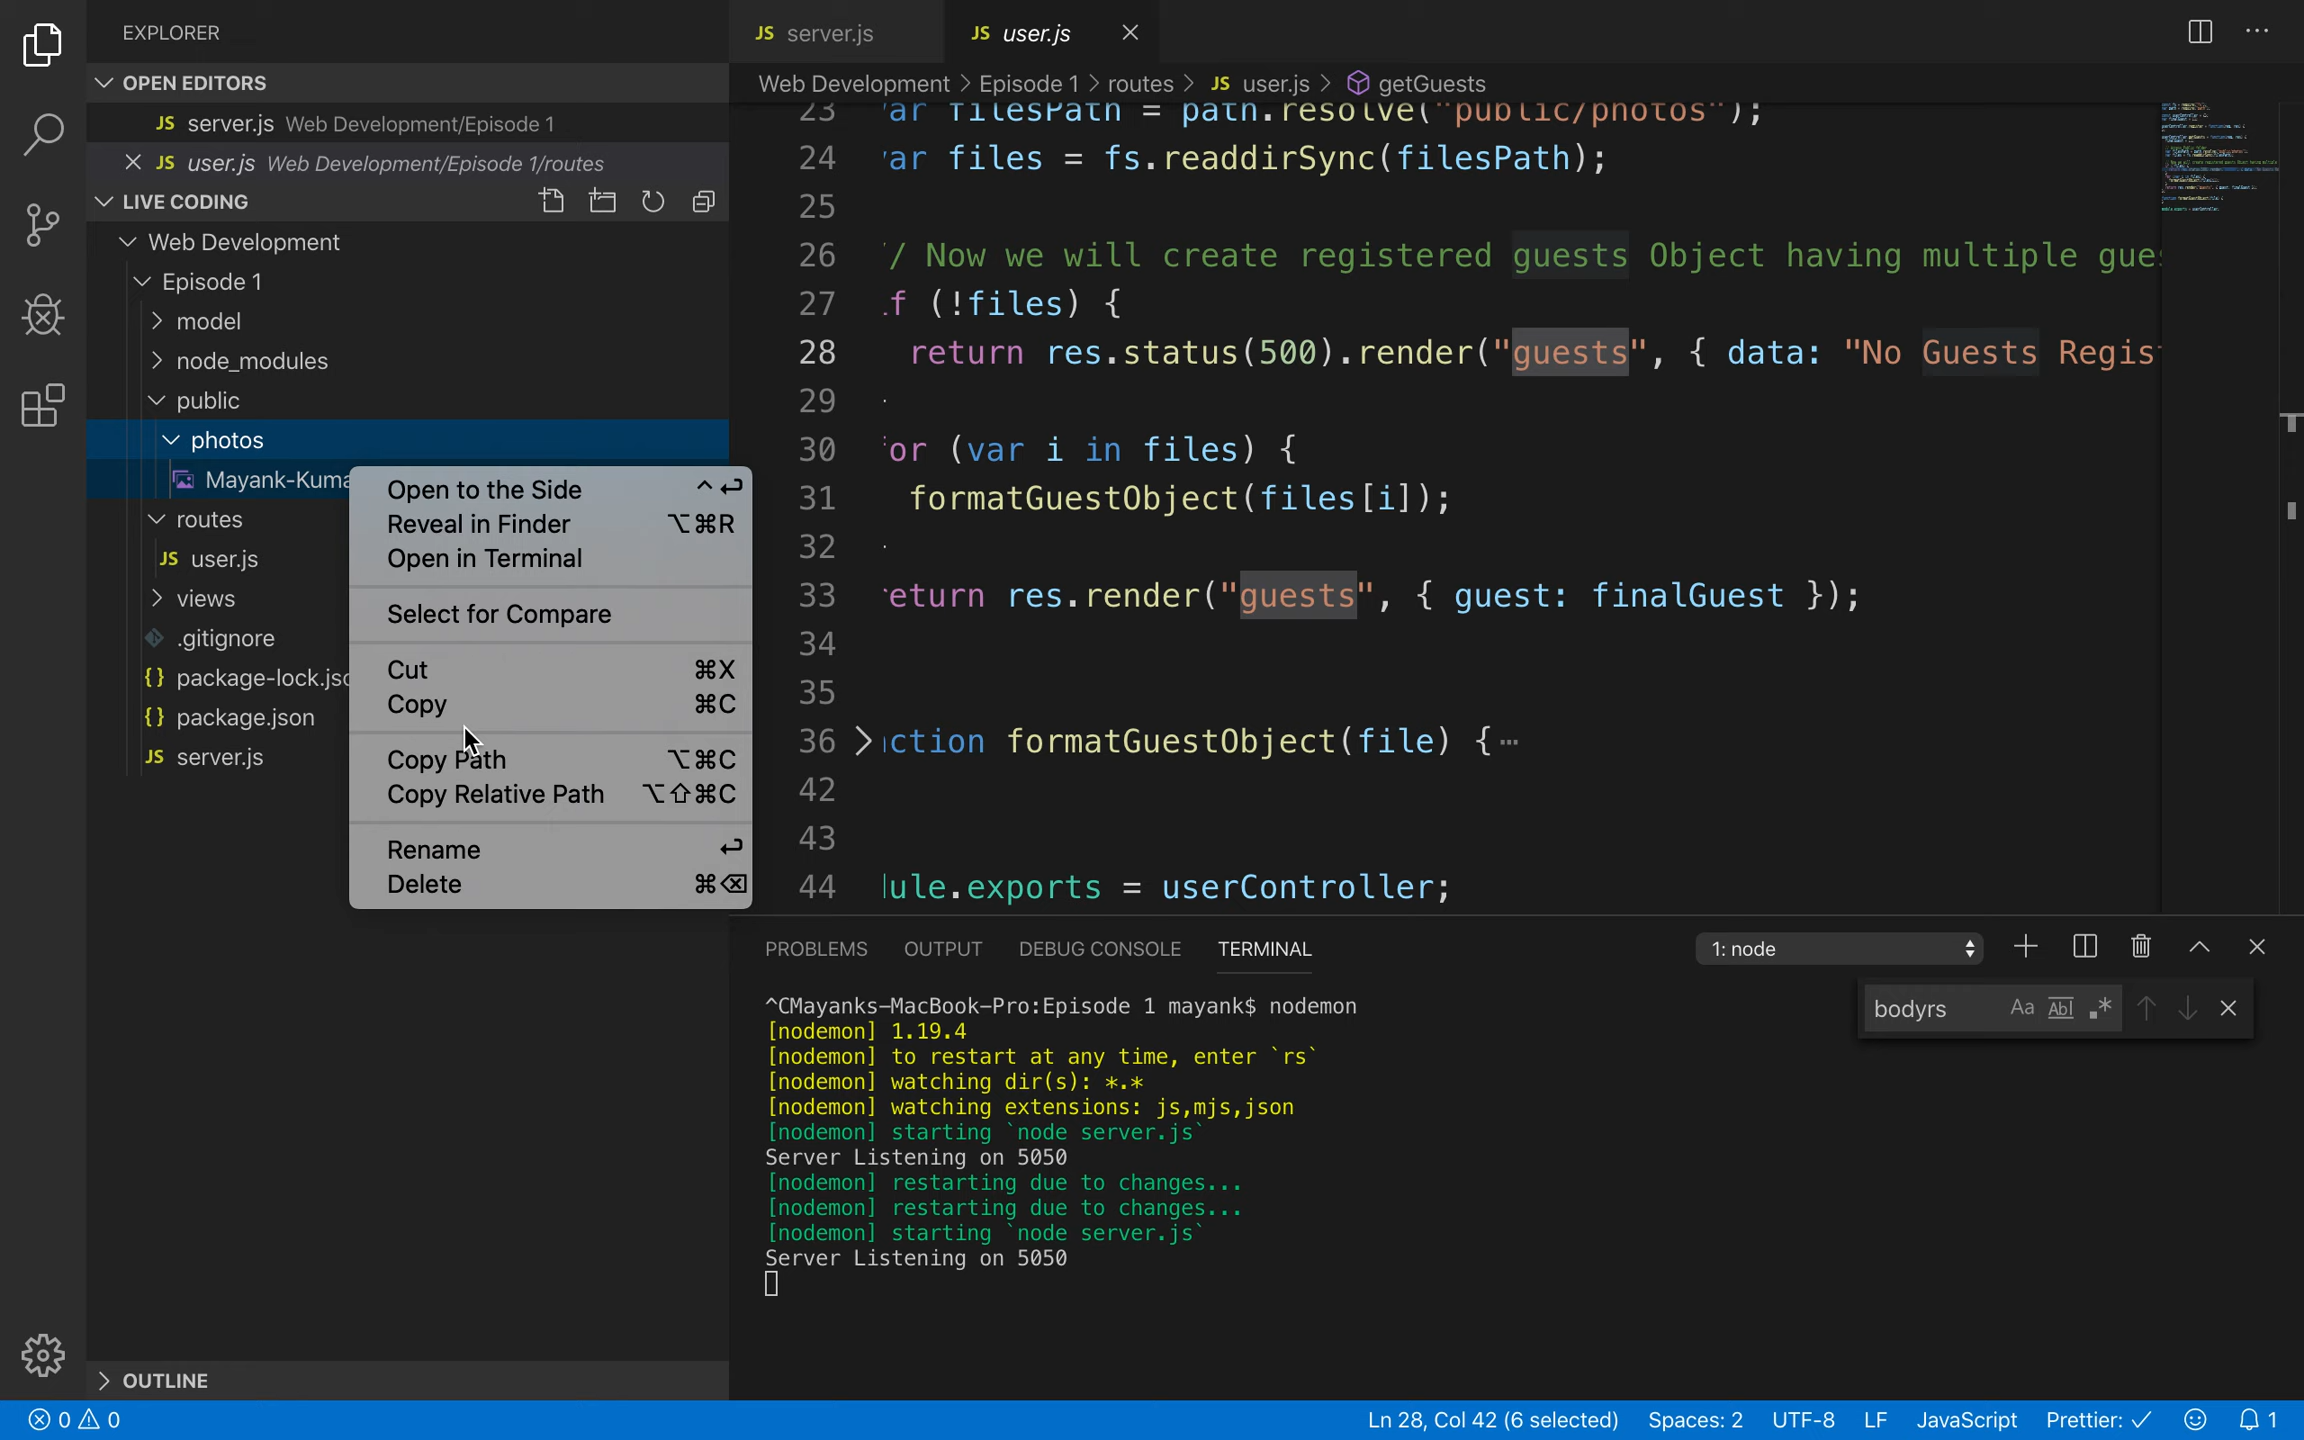 EXPLORER
OPEN EDITORS
JS server.js Web Development/Episode 1
JS user.js Web Development/Episode 1/routes
LIVE CODING
Web Development
Episode 1
model
node_modules
public
photos
Mayank-Kuma
routes
JS user.js
views
.gitignore
{} package-lock.jsc
{} package.json
JS server.js
OUTLINE
Open to the Side ^↩
Reveal in Finder ⌥⌘R
Open in Terminal
Select for Compare
Cut ⌘X
Copy ⌘C
Copy Path ⌥⌘C
Copy Relative Path ⌥⇧⌘C
Rename ↩
Delete ⌘⌫
JS server.js
JS user.js
Web Development > Episode 1 > routes > JS user.js > getGuests
23 ar filesPath = path.resolve("public/photos");
24 ar files = fs.readdirSync(filesPath);
25
26 / Now we will create registered guests Object having multiple gue
27 f (!files) {
28 return res.status(500).render("guests", { data: "No Guests Regis
29
30 or (var i in files) {
31 formatGuestObject(files[i]);
32
33 eturn res.render("guests", { guest: finalGuest });
34
35
36 ction formatGuestObject(file) {…
42
43
44 ule.exports = userController;
PROBLEMS OUTPUT DEBUG CONSOLE TERMINAL 1: node
bodyrs Aa Abl .*
^CMayanks-MacBook-Pro:Episode 1 mayank$ nodemon
[nodemon] 1.19.4
[nodemon] to restart at any time, enter `rs`
[nodemon] watching dir(s): *.*
[nodemon] watching extensions: js,mjs,json
[nodemon] starting `node server.js`
Server Listening on 5050
[nodemon] restarting due to changes...
[nodemon] restarting due to changes...
[nodemon] starting `node server.js`
Server Listening on 5050
0 0 Ln 28, Col 42 (6 selected) Spaces: 2 UTF-8 LF JavaScript Prettier: ✓ 1